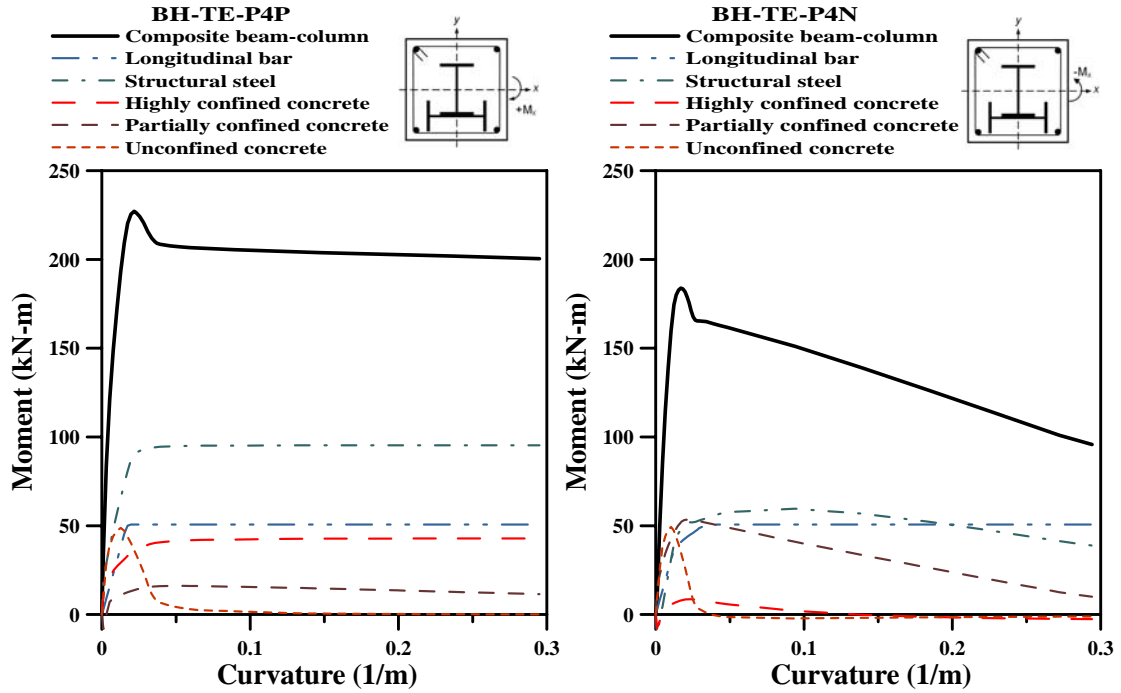 BH-TE-P4P
Composite beam-column
Longitudinal bar
Structural steel
Highly confined concrete
Partially confined concrete
Unconfined concrete
y
x
+Mx
250
200
150
100
50
0
Moment (kN-m)
0
0.1
0.2
0.3
Curvature (1/m)
BH-TE-P4N
Composite beam-column
Longitudinal bar
Structural steel
Highly confined concrete
Partially confined concrete
Unconfined concrete
y
-Mx
x
250
200
150
100
50
0
Moment (kN-m)
0
0.1
0.2
0.3
Curvature (1/m)